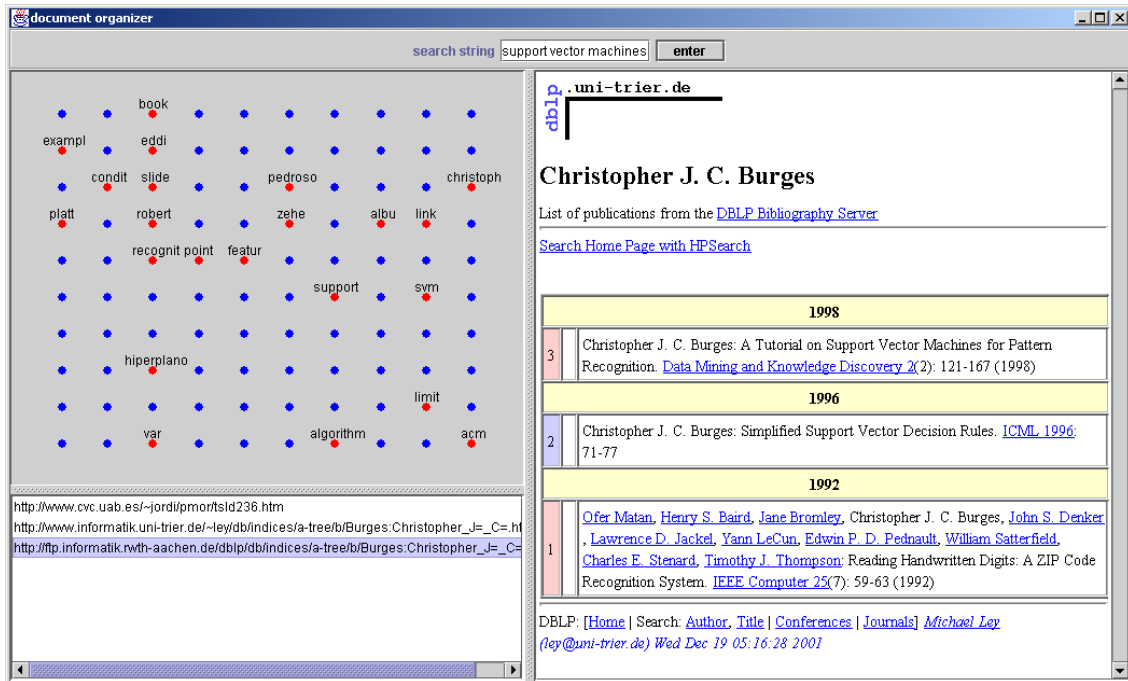 document organizer
search string support vector machines enter
book
exampl eddi
condit slide pedroso christoph
platt robert zehe albu link
recognit point featur
support svm
hiperplano
limit
var algorithm acm
http://www.cvc.uab.es/~jordi/pmor/tsld236.htm
http://www.informatik.uni-trier.de/~ley/db/indices/a-tree/b/Burges:Christopher_J=_C=.ht
http://ftp.informatik.rwth-aachen.de/dblp/db/indices/a-tree/b/Burges:Christopher_J=_C=
dblp .uni-trier.de
Christopher J. C. Burges
List of publications from the DBLP Bibliography Server
Search Home Page with HPSearch
1998
3 Christopher J. C. Burges: A Tutorial on Support Vector Machines for Pattern
Recognition. Data Mining and Knowledge Discovery 2(2): 121-167 (1998)
1996
2 Christopher J. C. Burges: Simplified Support Vector Decision Rules. ICML 1996:
71-77
1992
Ofer Matan, Henry S. Baird, Jane Bromley, Christopher J. C. Burges, John S. Denker
1 , Lawrence D. Jackel, Yann LeCun, Edwin P. D. Pednault, William Satterfield,
Charles E. Stenard, Timothy J. Thompson: Reading Handwritten Digits: A ZIP Code
Recognition System. IEEE Computer 25(7): 59-63 (1992)
DBLP: [Home | Search: Author, Title | Conferences | Journals] Michael Ley
(ley@uni-trier.de) Wed Dec 19 05:16:28 2001